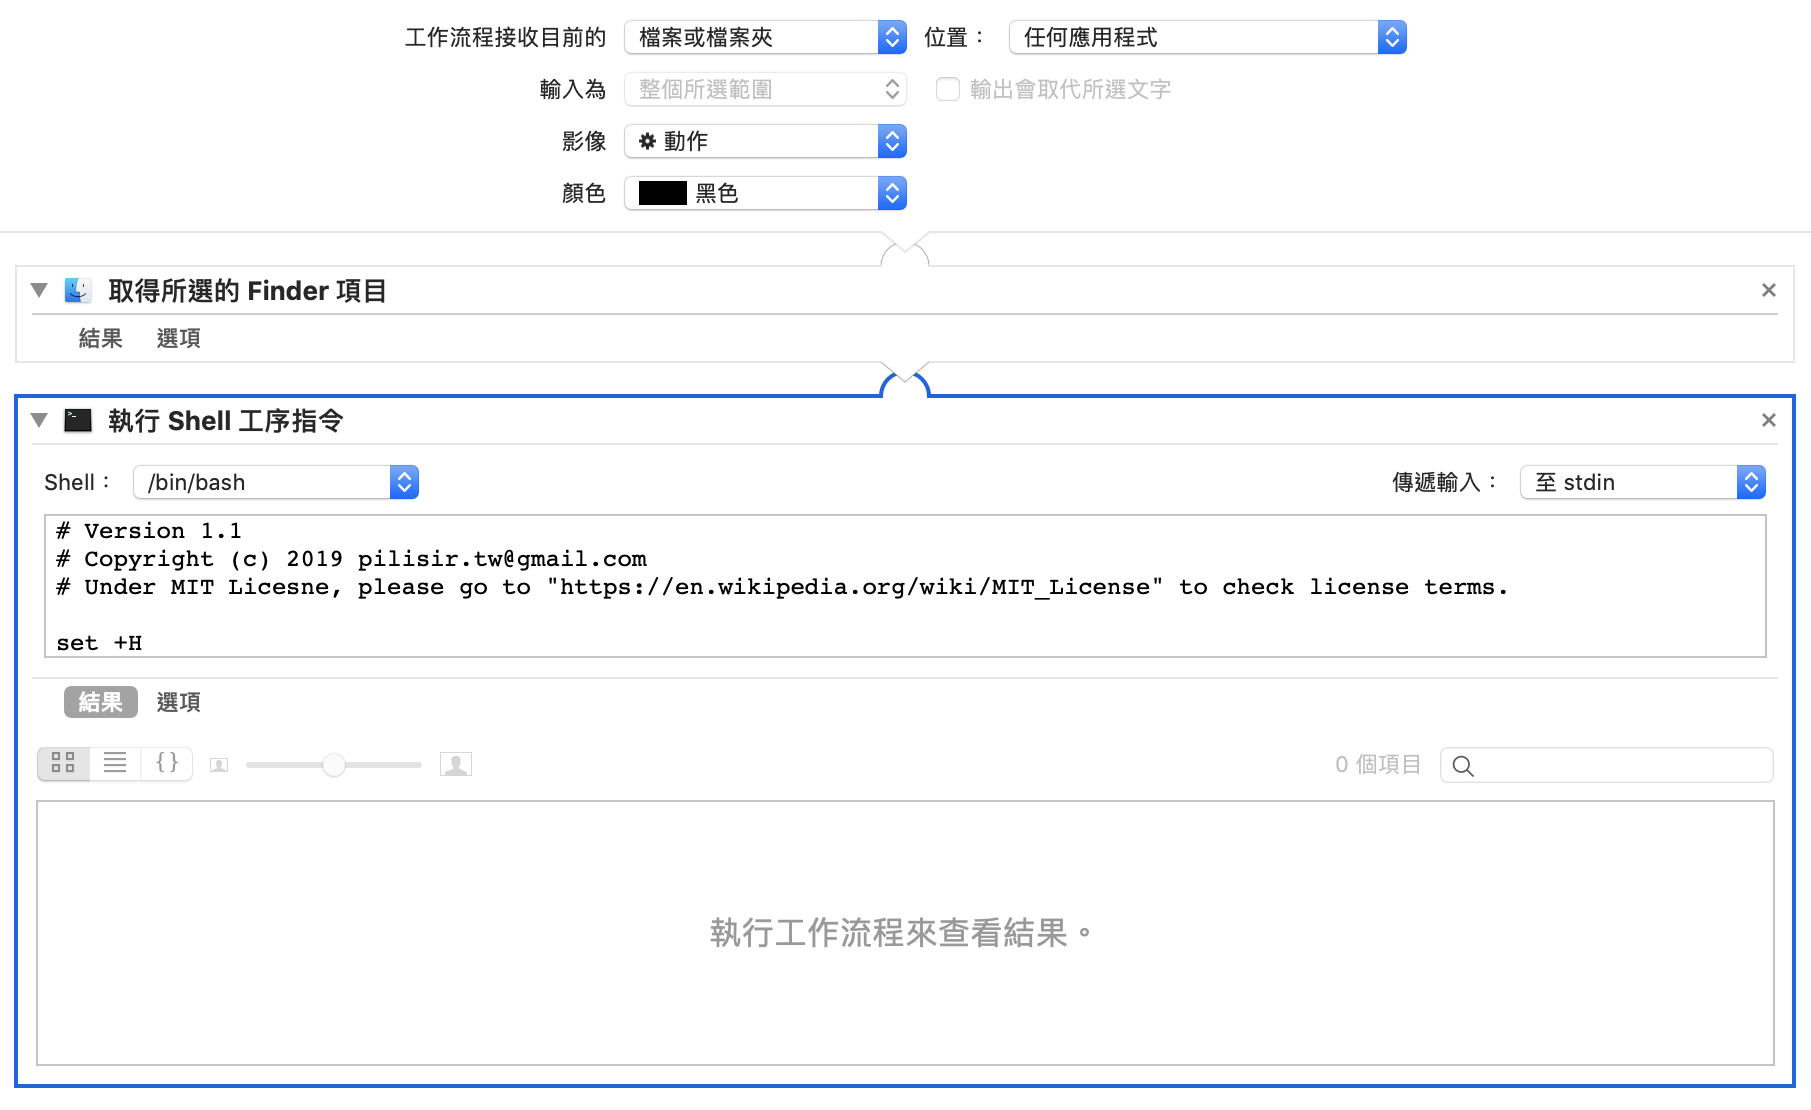 工作流程接收目前的 檔案或檔案夾 位置： 任何應用程式
輸入為 整個所選範圍 輸出會取代所選文字
影像 動作
顏色 黑色
取得所選的 Finder 項目
結果 選項
執行 Shell 工序指令
Shell： /bin/bash 傳遞輸入： 至 stdin
# Version 1.1
# Copyright (c) 2019 pilisir.tw@gmail.com
# Under MIT Licesne, please go to "https://en.wikipedia.org/wiki/MIT_License" to check license terms.
set +H
結果 選項
{} 0 個項目
執行工作流程來查看結果。